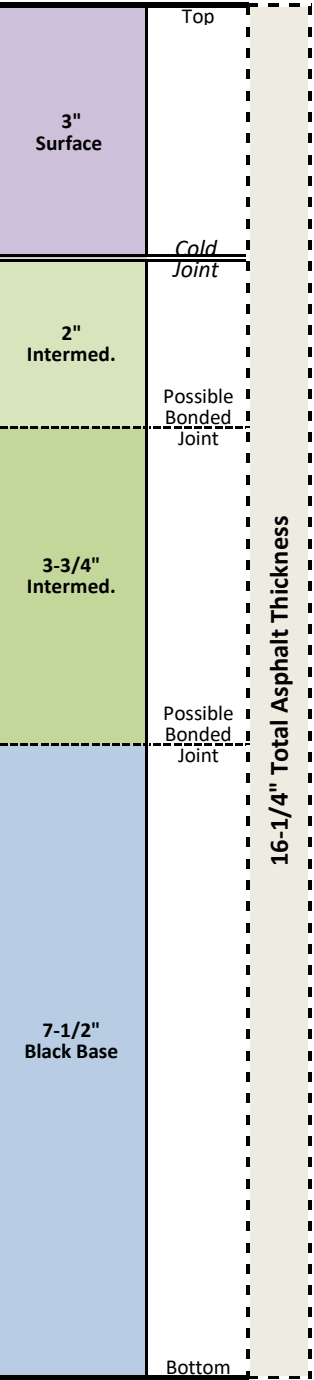 Top
3"
Surface
Cold
Joint
2"
Intermed.
Possible
Bonded
Joint
3-3/4"
Intermed.
Possible
Bonded
Joint
16-1/4" Total Asphalt Thickness
7-1/2"
Black Base
Bottom